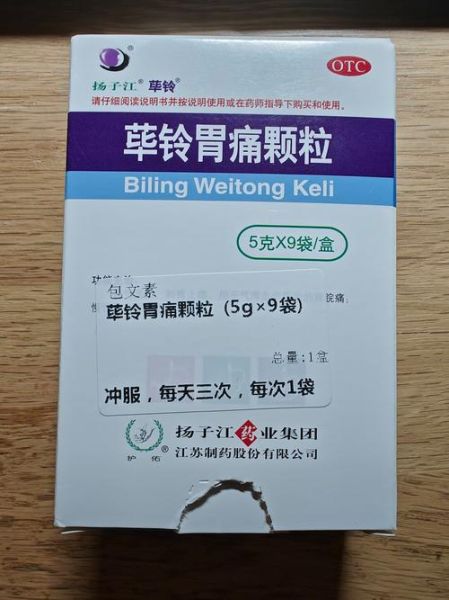 OTC
扬子江® 荜铃®
请仔细阅读说明书并按说明使用或在药师指导下购买和使用。
荜铃胃痛颗粒
Biling Weitong Keli
5克X9袋/盒
包文素
脘痛;
荜铃胃痛颗粒 (5g×9袋)
总量:1盒
冲服，每天三次，每次1袋
护佑®
扬子江药业集团
江苏制药股份有限公司